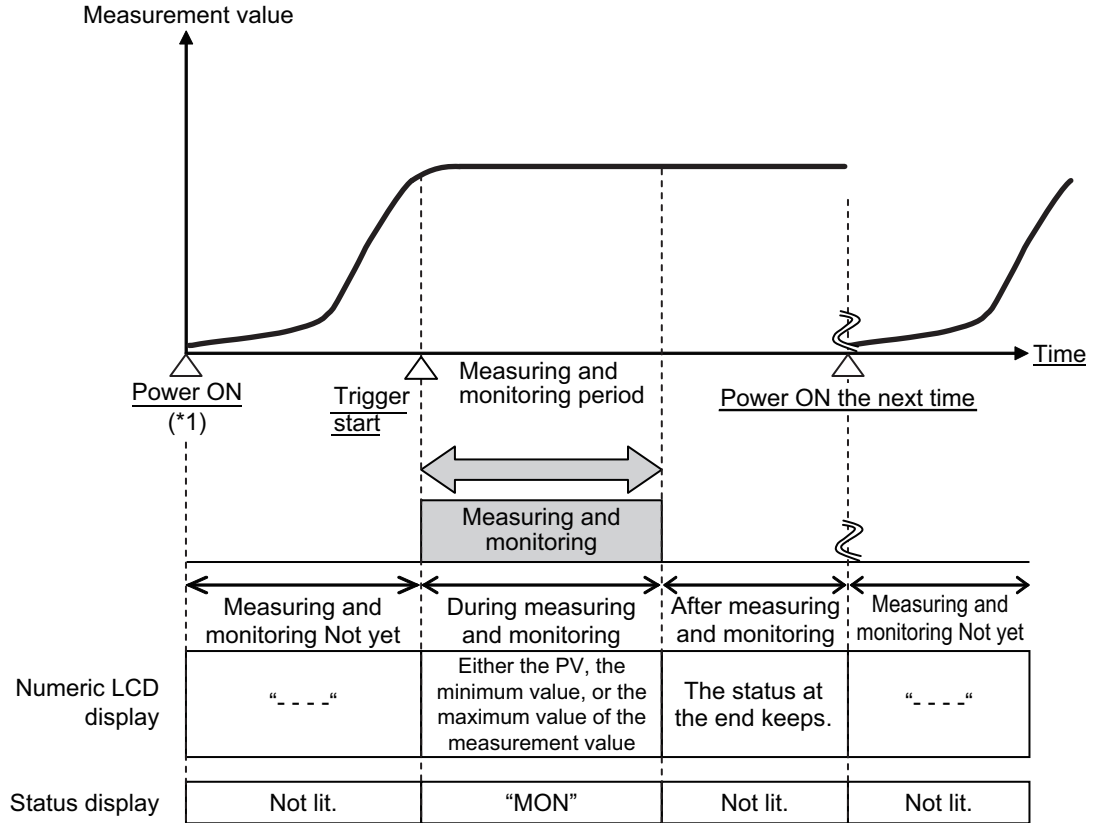 Measurement value
Time
Power ON
(*1)
Trigger
start
Measuring and
monitoring period
Power ON the next time
Measuring and
monitoring
Measuring and
monitoring Not yet
During measuring
and monitoring
After measuring
and monitoring
Measuring and
monitoring Not yet
Numeric LCD
display
“- - - -“
Either the PV, the
minimum value, or the
maximum value of the
measurement value
The status at
the end keeps.
“- - - -“
Status display
Not lit.
“MON”
Not lit.
Not lit.